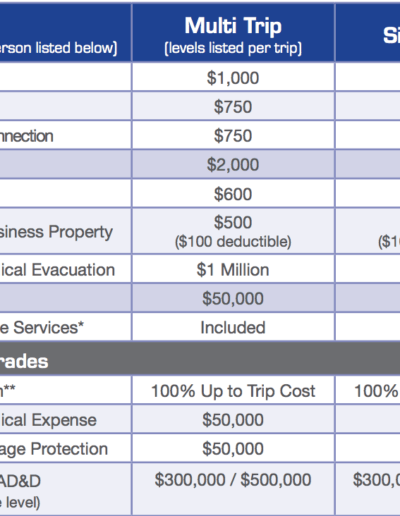 Multi Trip
Si
erson listed below)
(levels listed per trip)
$1,000
$750
nnection
$750
$2,000
$600
siness Property
$500
($100 deductible)
($1
ical Evacuation
$1 Million
$50,000
e Services*
Included
rades
n**
100% Up to Trip Cost
100%
ical Expense
$50,000
age Protection
$50,000
AD&D
$300,000 / $500,000
$300,0
e level)